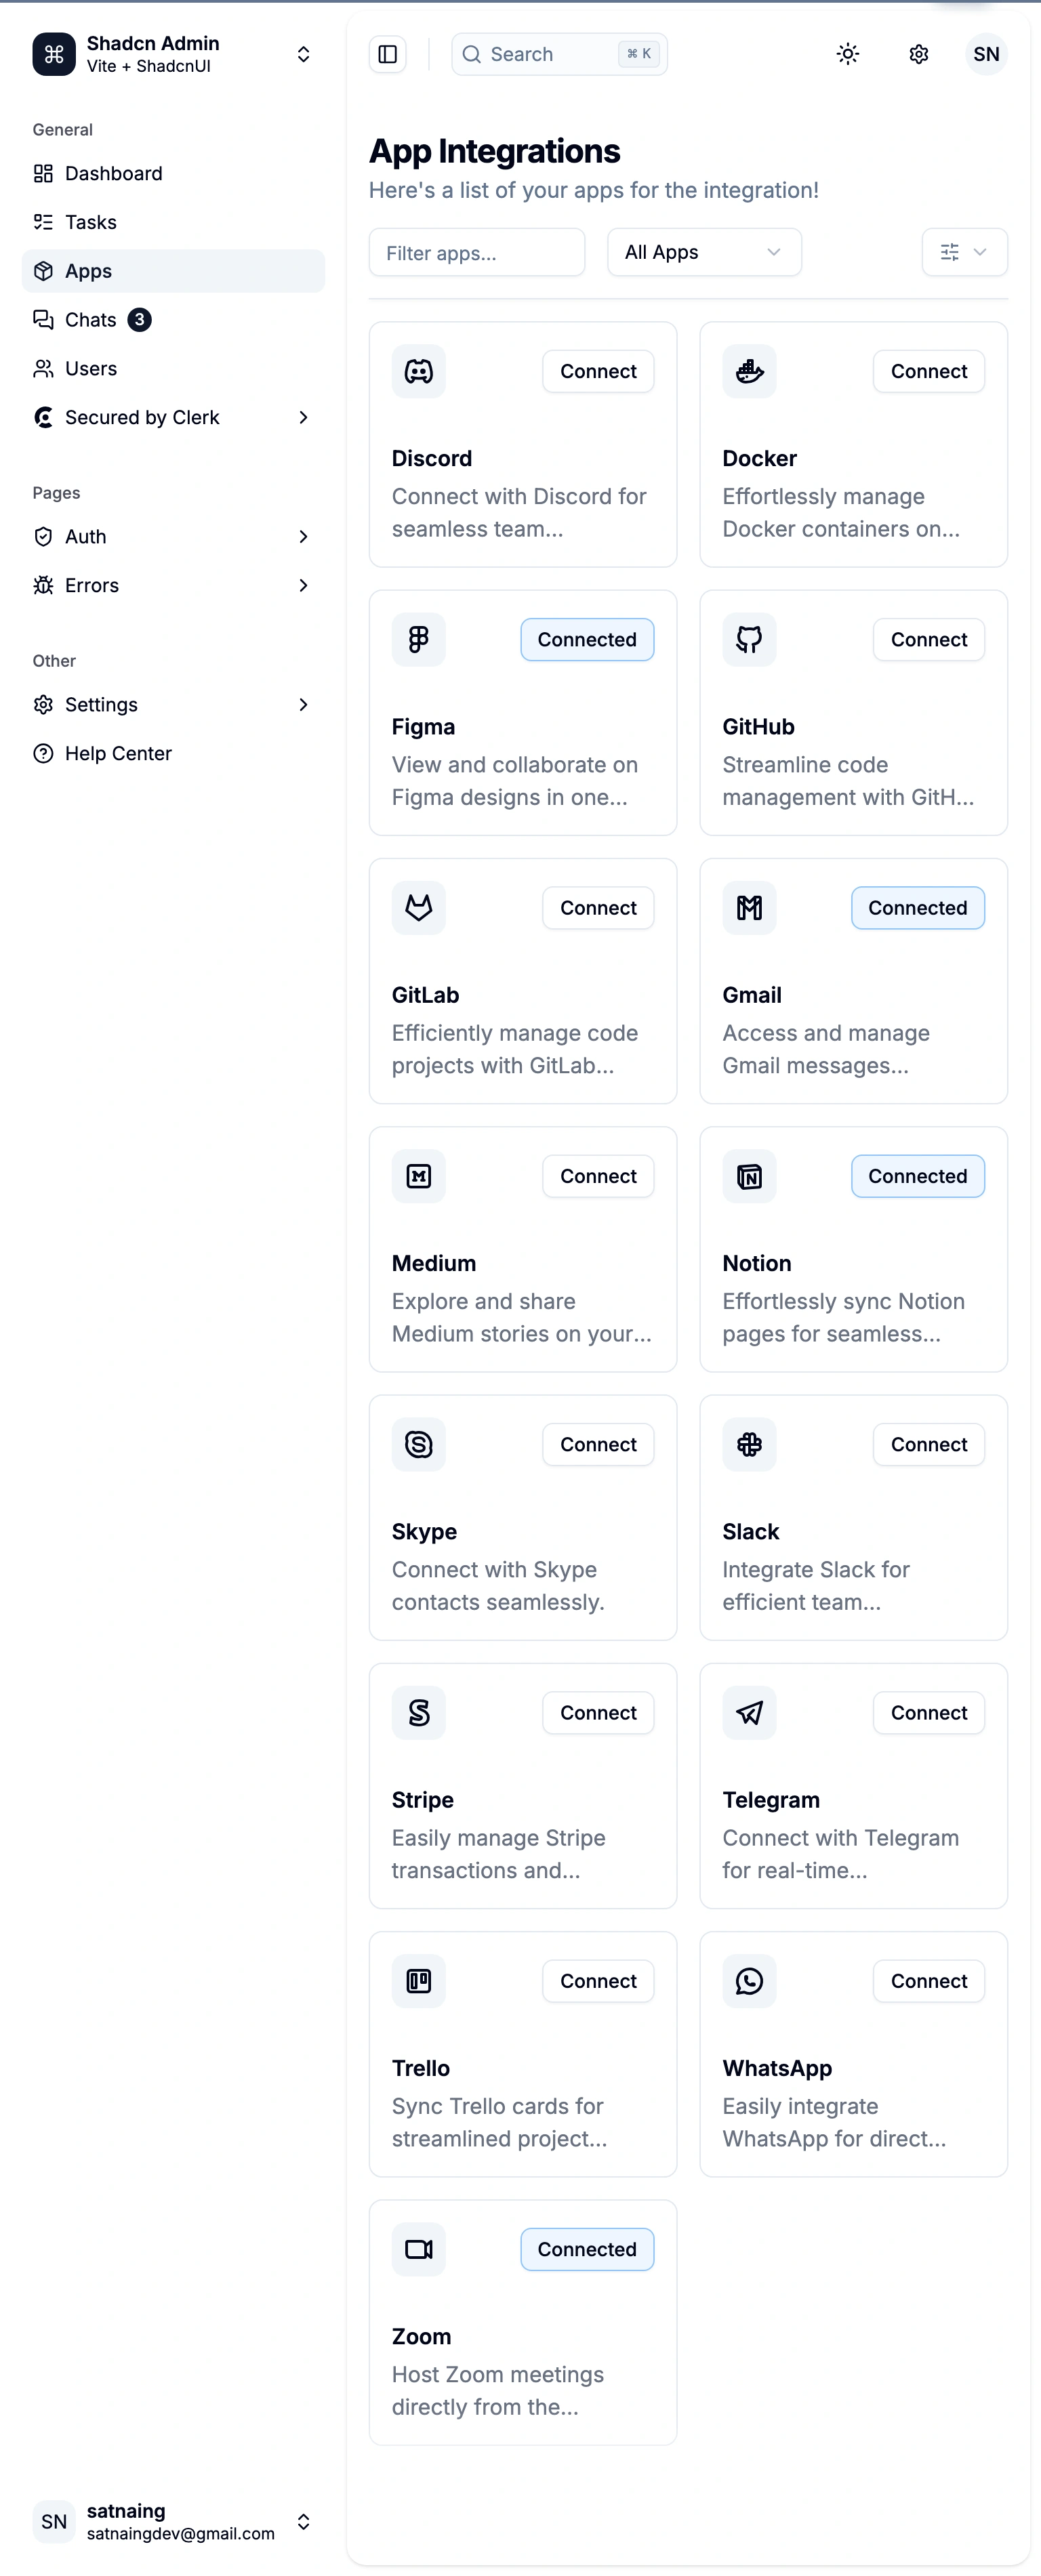 Shadcn Admin
Vite + ShadcnUI
General
Dashboard
Tasks
Apps
Chats 3
Users
Secured by Clerk
Pages
Auth
Errors
Other
Settings
Help Center
SN satnaing
satnaingdev@gmail.com
Search ⌘ K
SN
App Integrations
Here's a list of your apps for the integration!
Filter apps...
All Apps
Connect
Discord
Connect with Discord for
seamless team...
Connect
Docker
Effortlessly manage
Docker containers on...
Connected
Figma
View and collaborate on
Figma designs in one...
Connect
GitHub
Streamline code
management with GitH...
Connect
GitLab
Efficiently manage code
projects with GitLab...
Connected
Gmail
Access and manage
Gmail messages...
Connect
Medium
Explore and share
Medium stories on your...
Connected
Notion
Effortlessly sync Notion
pages for seamless...
Connect
Skype
Connect with Skype
contacts seamlessly.
Connect
Slack
Integrate Slack for
efficient team...
Connect
Stripe
Easily manage Stripe
transactions and...
Connect
Telegram
Connect with Telegram
for real-time...
Connect
Trello
Sync Trello cards for
streamlined project...
Connect
WhatsApp
Easily integrate
WhatsApp for direct...
Connected
Zoom
Host Zoom meetings
directly from the...